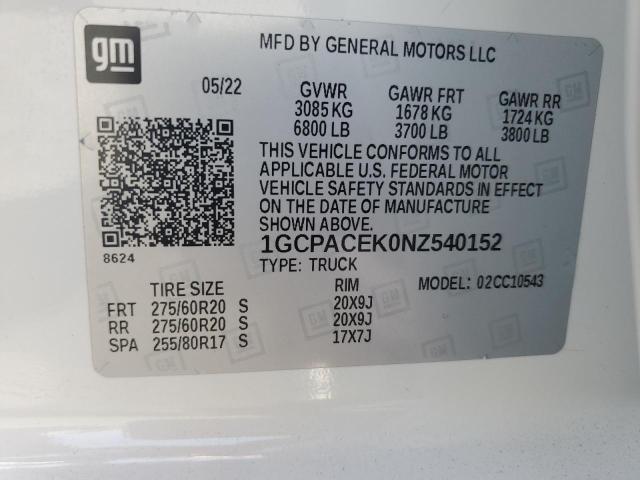 gm
MFD BY GENERAL MOTORS LLC
05/22 GVWR GAWR FRT GAWR RR
3085 KG 1678 KG 1724 KG
6800 LB 3700 LB 3800 LB
THIS VEHICLE CONFORMS TO ALL
APPLICABLE U.S. FEDERAL MOTOR
VEHICLE SAFETY STANDARDS IN EFFECT
ON THE DATE OF MANUFACTURE
SHOWN ABOVE.
8624
1GCPACEK0NZ540152
TYPE: TRUCK MODEL: 02CC10543
TIRE SIZE RIM
FRT 275/60R20 S 20X9J
RR 275/60R20 S 20X9J
SPA 255/80R17 S 17X7J